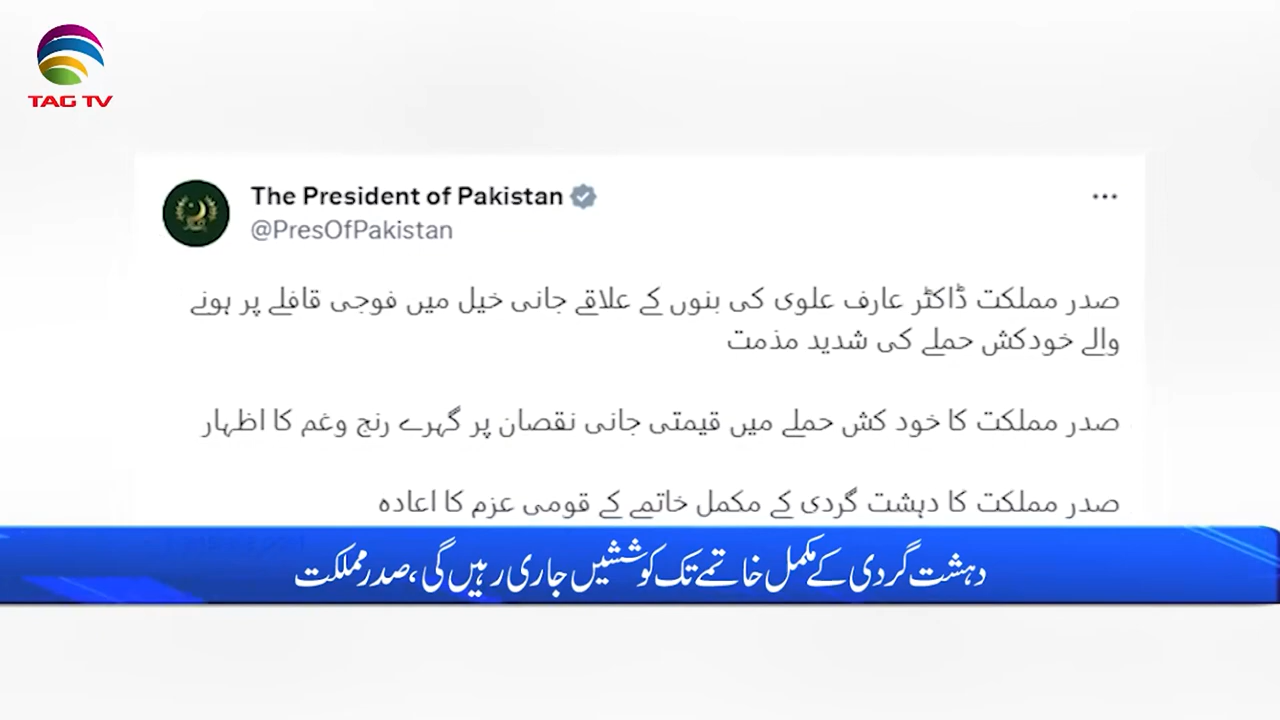 TAG TV
The President of Pakistan
@PresOfPakistan
صدر مملکت ڈاکٹر عارف علوی کی بنوں کے علاقے جانی خیل میں فوجی قافلے پر ہونے
والے خودکش حملے کی شدید مذمت
صدر مملکت کا خود کش حملے میں قیمتی جانی نقصان پر گہرے رنج وغم کا اظہار
صدر مملکت کا دہشت گردی کے مکمل خاتمے کے قومی عزم کا اعادہ
دہشت گردی کے مکمل خاتمے تک کوششیں جاری رہیں گی، صدر مملکت